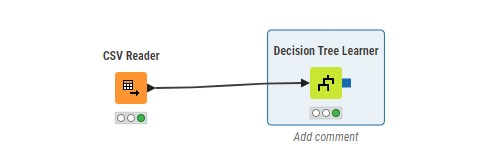 CSV Reader
Decision Tree Learner
Add comment